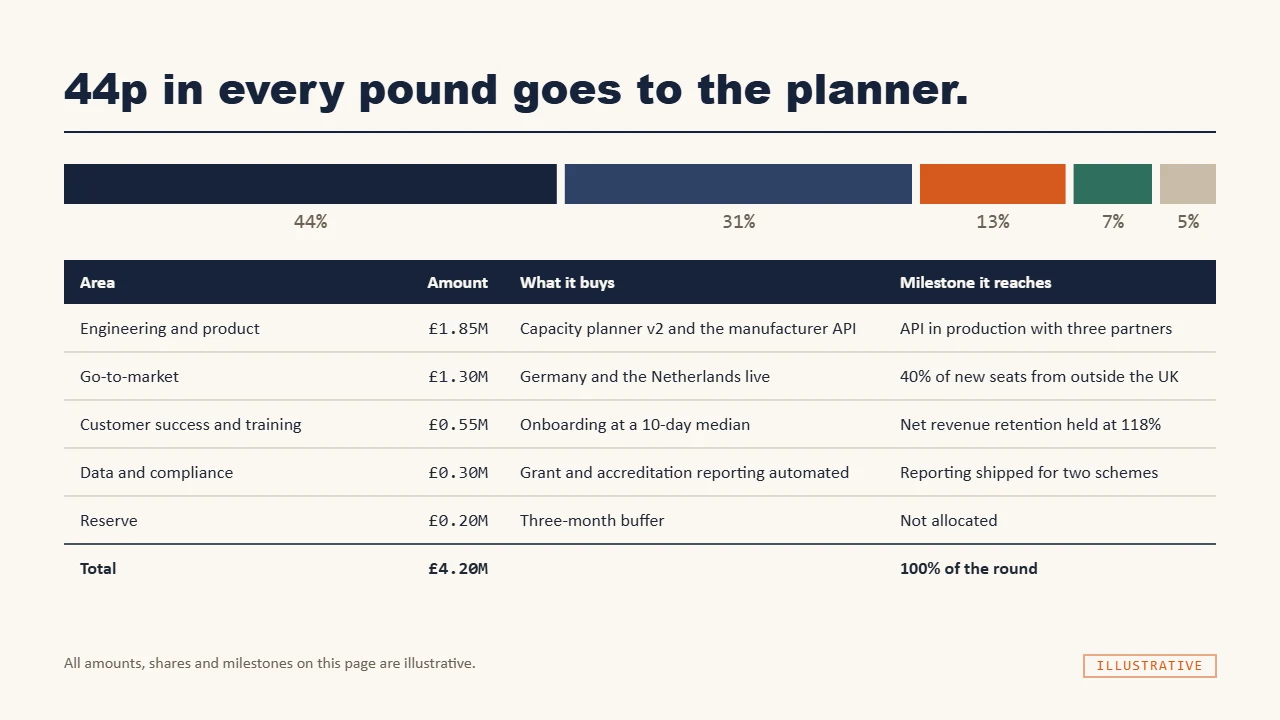 44p in every pound goes to the planner.
44% 31% 13% 7% 5%
Area Amount What it buys Milestone it reaches
Engineering and product £1.85M Capacity planner v2 and the manufacturer API API in production with three partners
Go-to-market £1.30M Germany and the Netherlands live 40% of new seats from outside the UK
Customer success and training £0.55M Onboarding at a 10-day median Net revenue retention held at 118%
Data and compliance £0.30M Grant and accreditation reporting automated Reporting shipped for two schemes
Reserve £0.20M Three-month buffer Not allocated
Total £4.20M 100% of the round
All amounts, shares and milestones on this page are illustrative.
ILLUSTRATIVE